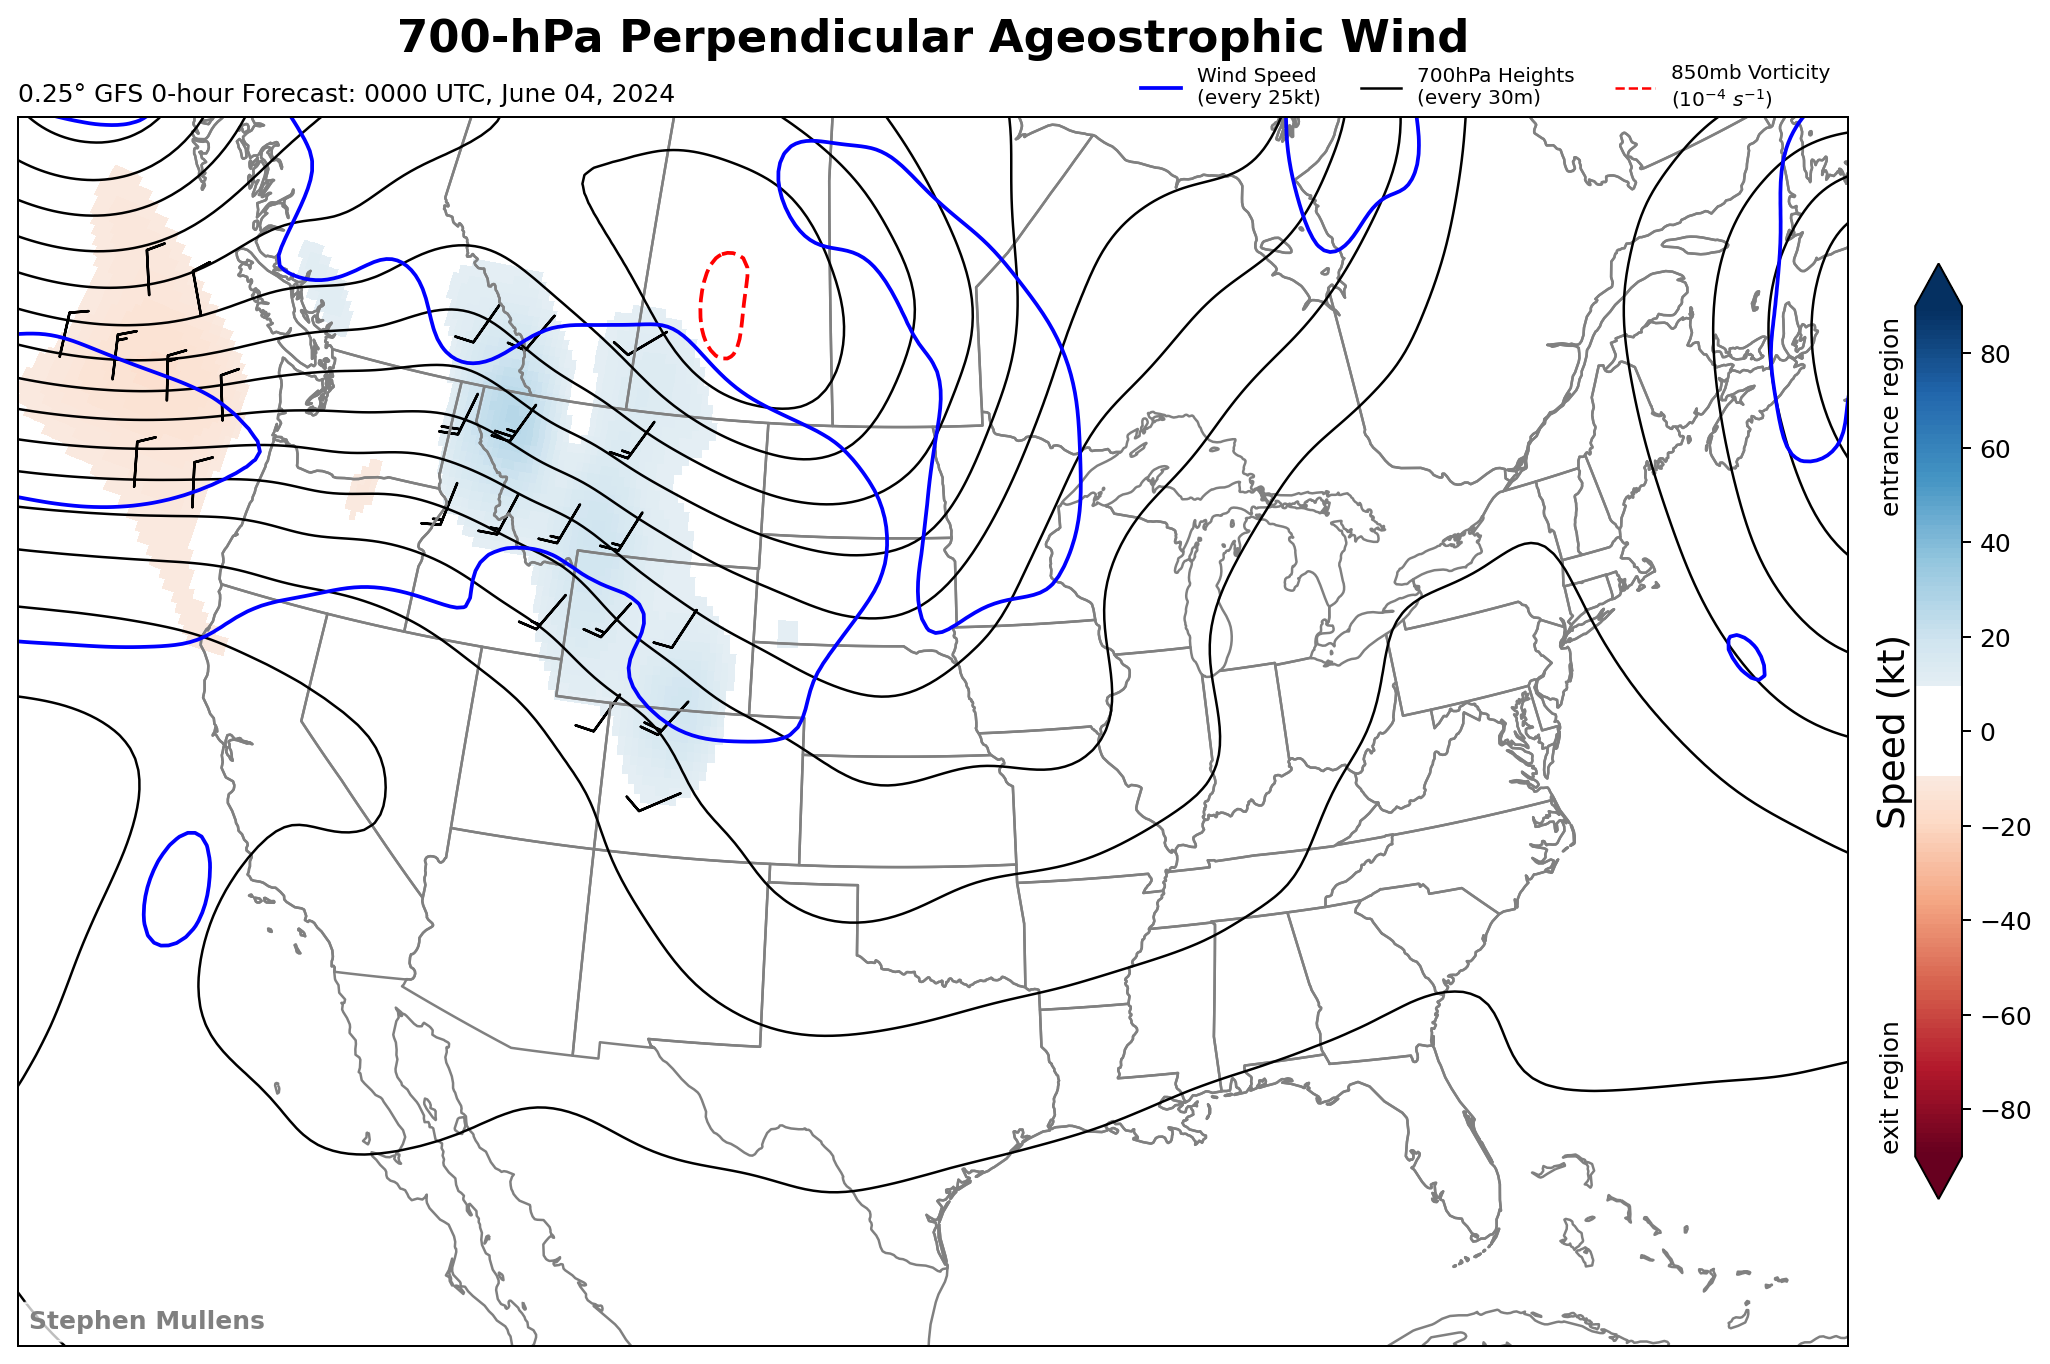 700-hPa Perpendicular Ageostrophic Wind
0.25° GFS 0-hour Forecast: 0000 UTC, June 04, 2024
Wind Speed
(every 25kt)
700hPa Heights
(every 30m)
850mb Vorticity
(10⁻⁴ s⁻¹)
entrance region
Speed (kt)
exit region
80
60
40
20
0
−20
−40
−60
−80
Stephen Mullens